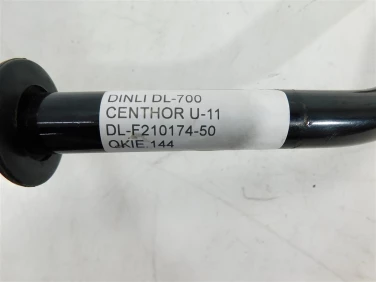 DINLI DL-700
CENTHOR U-11
DL-F210174-50
QKIE.144